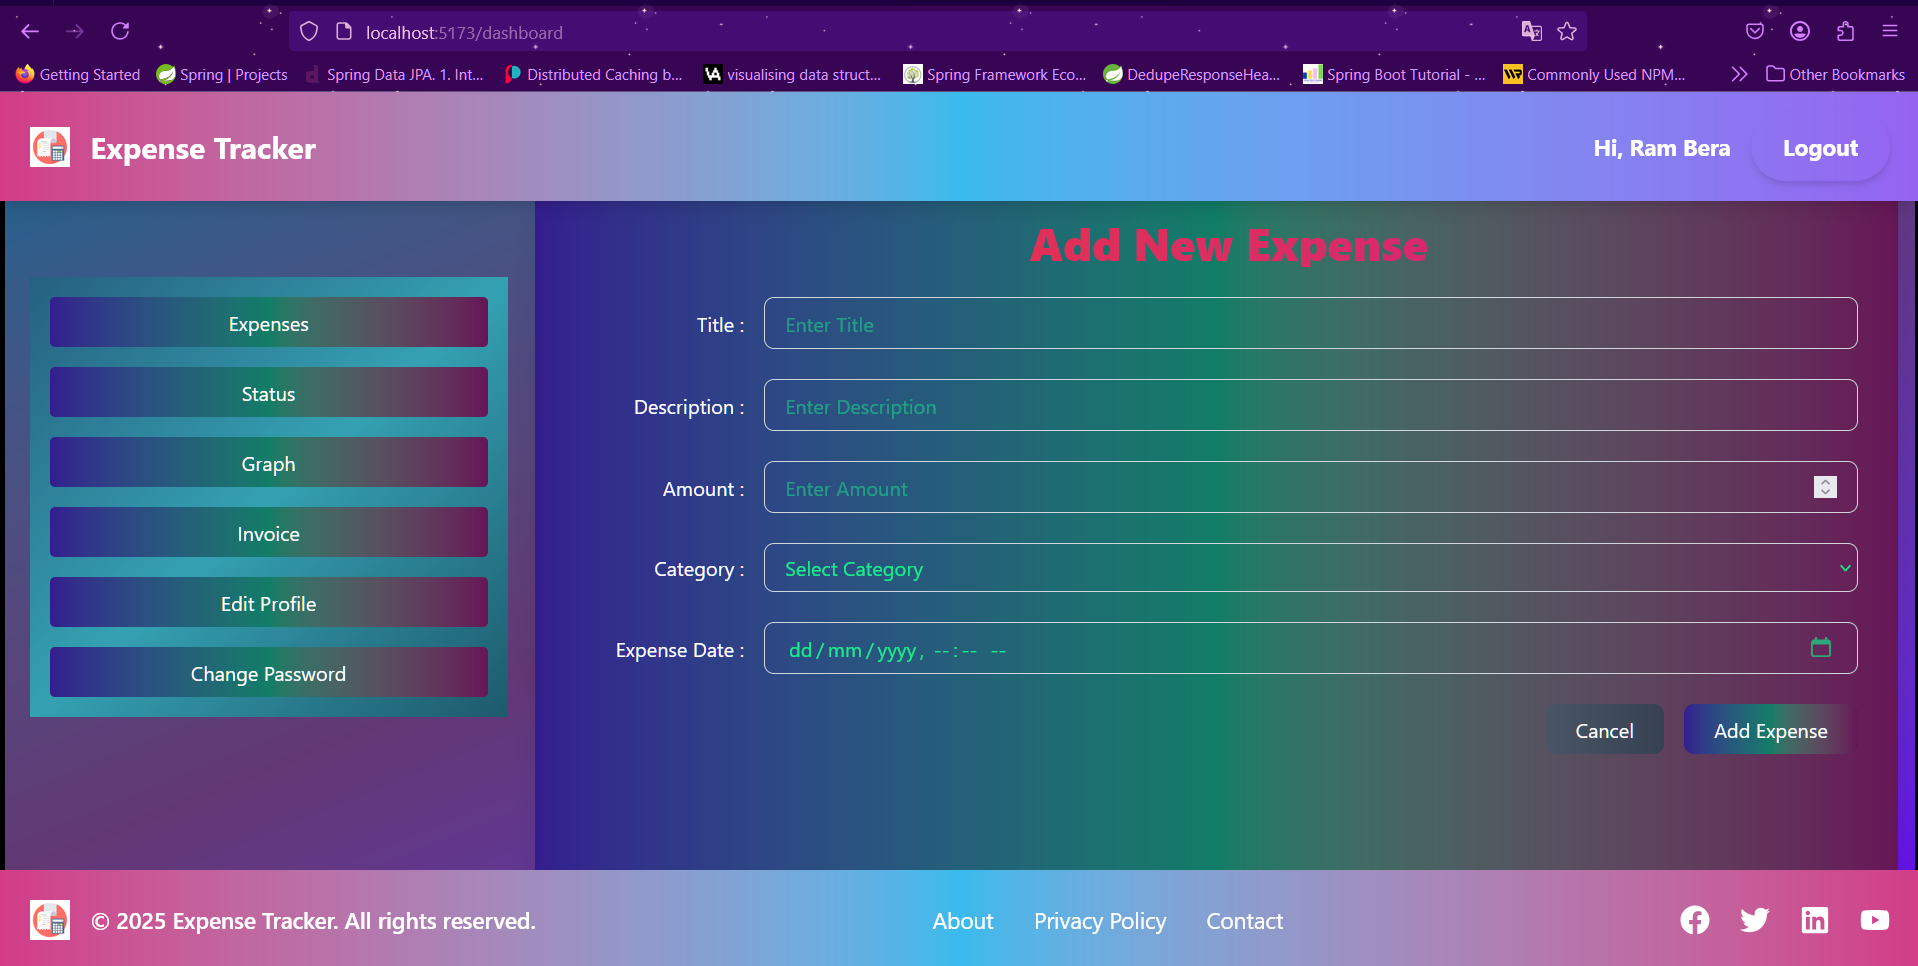 localhost:5173/dashboard
Getting Started Spring | Projects Spring Data JPA. 1. Int... Distributed Caching b... visualising data struct... Spring Framework Eco... DedupeResponseHea... Spring Boot Tutorial - ... Commonly Used NPM... Other Bookmarks
Expense Tracker
Hi, Ram Bera Logout
Expenses
Status
Graph
Invoice
Edit Profile
Change Password
Add New Expense
Title : Enter Title
Description : Enter Description
Amount : Enter Amount
Category : Select Category
Expense Date : dd/mm/yyyy, --:-- --
Cancel Add Expense
© 2025 Expense Tracker. All rights reserved.
About Privacy Policy Contact